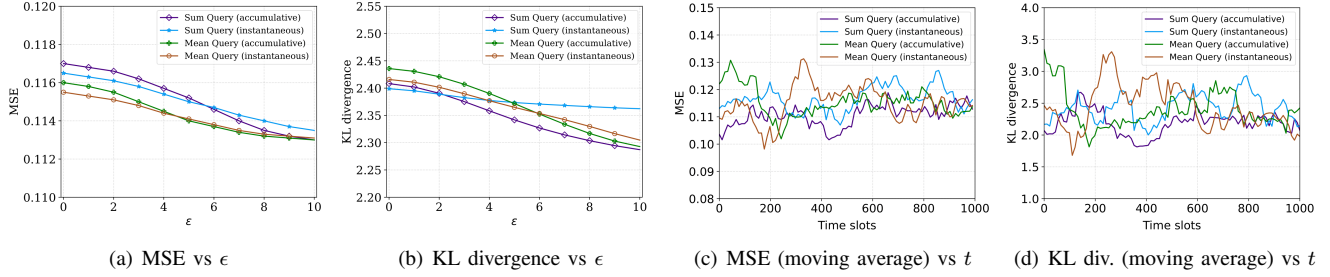 0.120
0.118
0.116
0.114
0.112
0.110
MSE
0
2
4
6
8
10
ε
Sum Query (accumulative)
Sum Query (instantaneous)
Mean Query (accumulative)
Mean Query (instantaneous)
(a) MSE vs ϵ
2.55
2.50
2.45
2.40
2.35
2.30
2.25
2.20
KL divergence
0
2
4
6
8
10
ε
Sum Query (accumulative)
Sum Query (instantaneous)
Mean Query (accumulative)
Mean Query (instantaneous)
(b) KL divergence vs ϵ
0.15
0.14
0.13
0.12
0.11
0.10
0.09
0.08
MSE
0
200
400
600
800
1000
Time slots
Sum Query (accumulative)
Sum Query (instantaneous)
Mean Query (accumulative)
Mean Query (instantaneous)
(c) MSE (moving average) vs t
4.0
3.5
3.0
2.5
2.0
1.5
1.0
KL divergence
0
200
400
600
800
1000
Time slots
Sum Query (accumulative)
Sum Query (instantaneous)
Mean Query (accumulative)
Mean Query (instantaneous)
(d) KL div. (moving average) vs t